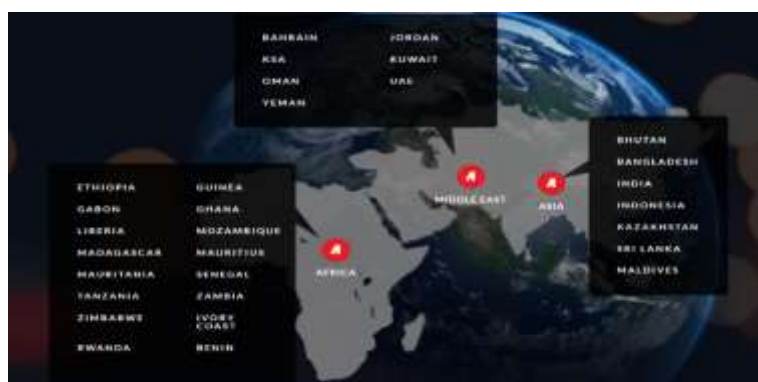 BAHRAIN JORDAN
KSA KUWAIT
OMAN UAE
YEMAN
BHUTAN
BANGLADESH
INDIA
INDONESIA
KAZAKHSTAN
SRI LANKA
MALDIVES
MIDDLE EAST
ASIA
ETHIOPIA GUINEA
GABON GHANA
LIBERIA MOZAMBIQUE
MADAGASCAR MAURITIUS
MAURITANIA SENEGAL
TANZANIA ZAMBIA
ZIMBABWE IVORY
COAST
RWANDA BENIN
AFRICA